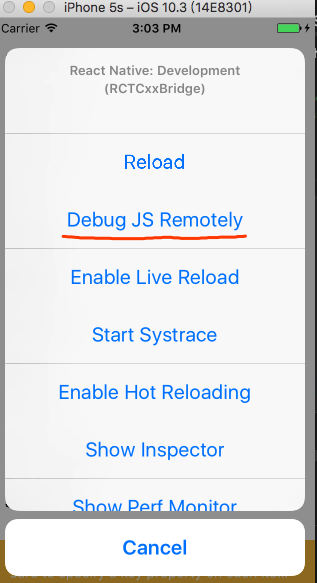 iPhone 5s – iOS 10.3 (14E8301)
Carrier 3:03 PM
React Native: Development
(RCTCxxBridge)
Reload
Debug JS Remotely
Enable Live Reload
Start Systrace
Enable Hot Reloading
Show Inspector
Show Perf Monitor
Cancel